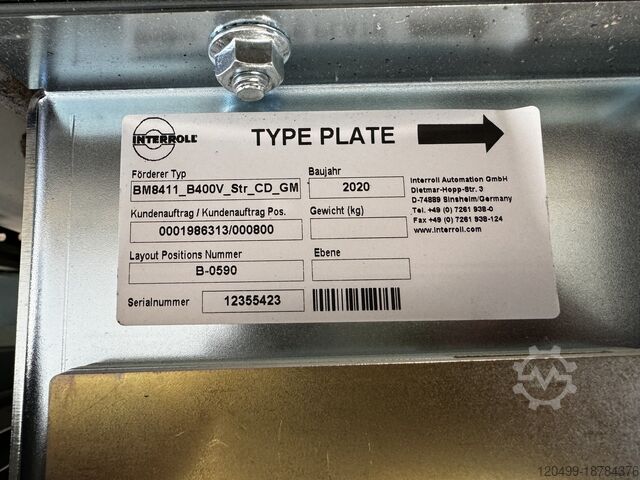 INTERROLL
TYPE PLATE
Förderer Typ
BM8411_B400V_Str_CD_GM
Baujahr
2020
Interroll Automation GmbH
Dietmar-Hopp-Str. 3
D-74889 Sinsheim/Germany
Tel. +49 (0) 7261 938-0
Fax +49 (0) 7261 938-124
www.interroll.com
Kundenauftrag / Kundenauftrag Pos.
0001986313/000800
Gewicht (kg)
Layout Positions Nummer
B-0590
Ebene
Serialnummer
12355423
120499-18784376